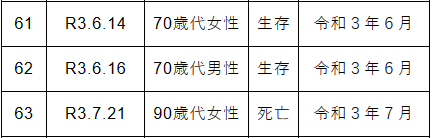 61 R3.6.14 70歳代女性 生存 令和３年６月
62 R3.6.16 70歳代男性 生存 令和３年６月
63 R3.7.21 90歳代女性 死亡 令和３年７月